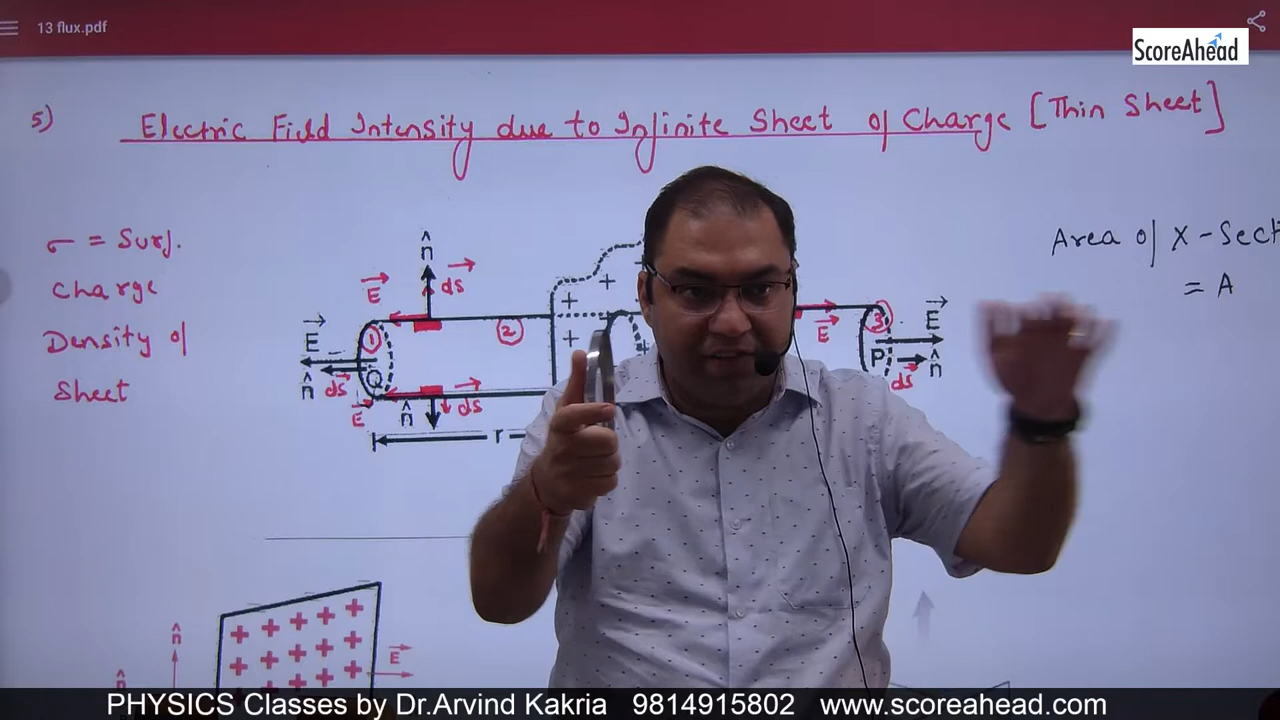 13 flux.pdf
ScoreAhead
5) Electric Field Intensity due to Infinite Sheet of Charge [Thin Sheet]
σ = Surf.
Charge
Density of
Sheet
Area of X-Sect
= A
n̂
E dS
1 2 3
E E E
Q P
n̂ dS dS n̂
E n̂ dS
r
n̂ E
n̂
PHYSICS Classes by Dr.Arvind Kakria 9814915802 www.scoreahead.com